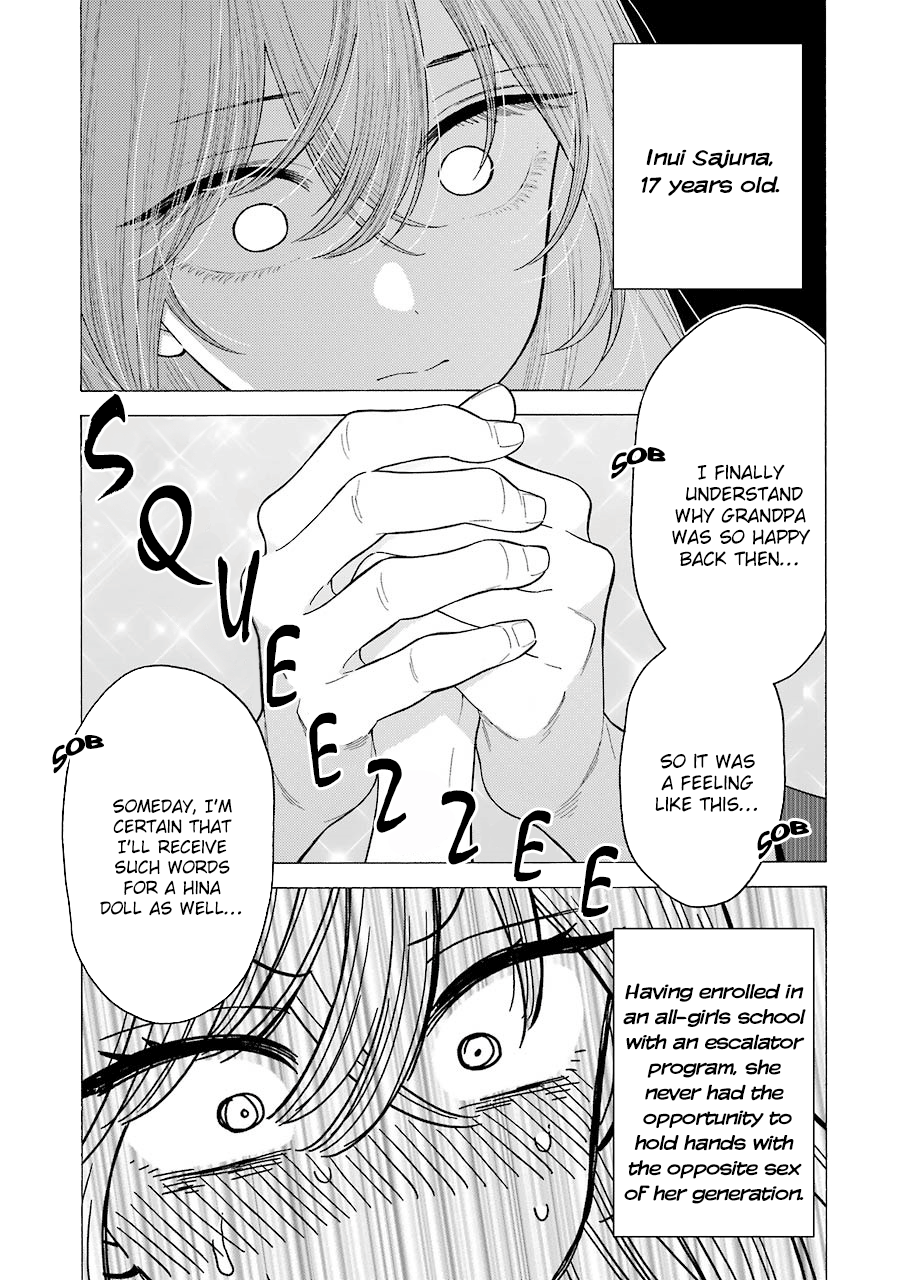 Inui Sajuna,
17 years old.
SOB
I FINALLY
UNDERSTAND
WHY GRANDPA
WAS SO HAPPY
BACK THEN...
SQUEEZZEE
SO IT WAS
A FEELING
LIKE THIS...
SOB
SOB
SOMEDAY, I'M
CERTAIN THAT
I'LL RECEIVE
SUCH WORDS
FOR A HINA
DOLL AS WELL...
Having enrolled in
an all-girls school
with an escalator
program, she
never had the
opportunity to
hold hands with
the opposite sex
of her generation.